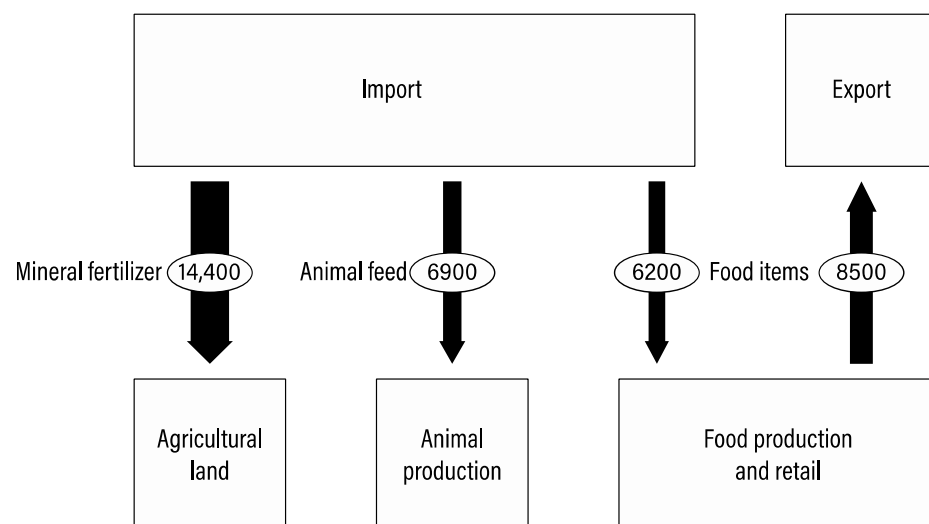 Import
Export
Mineral fertilizer 14,400
Animal feed 6900
6200 Food items 8500
Agricultural
land
Animal
production
Food production
and retail